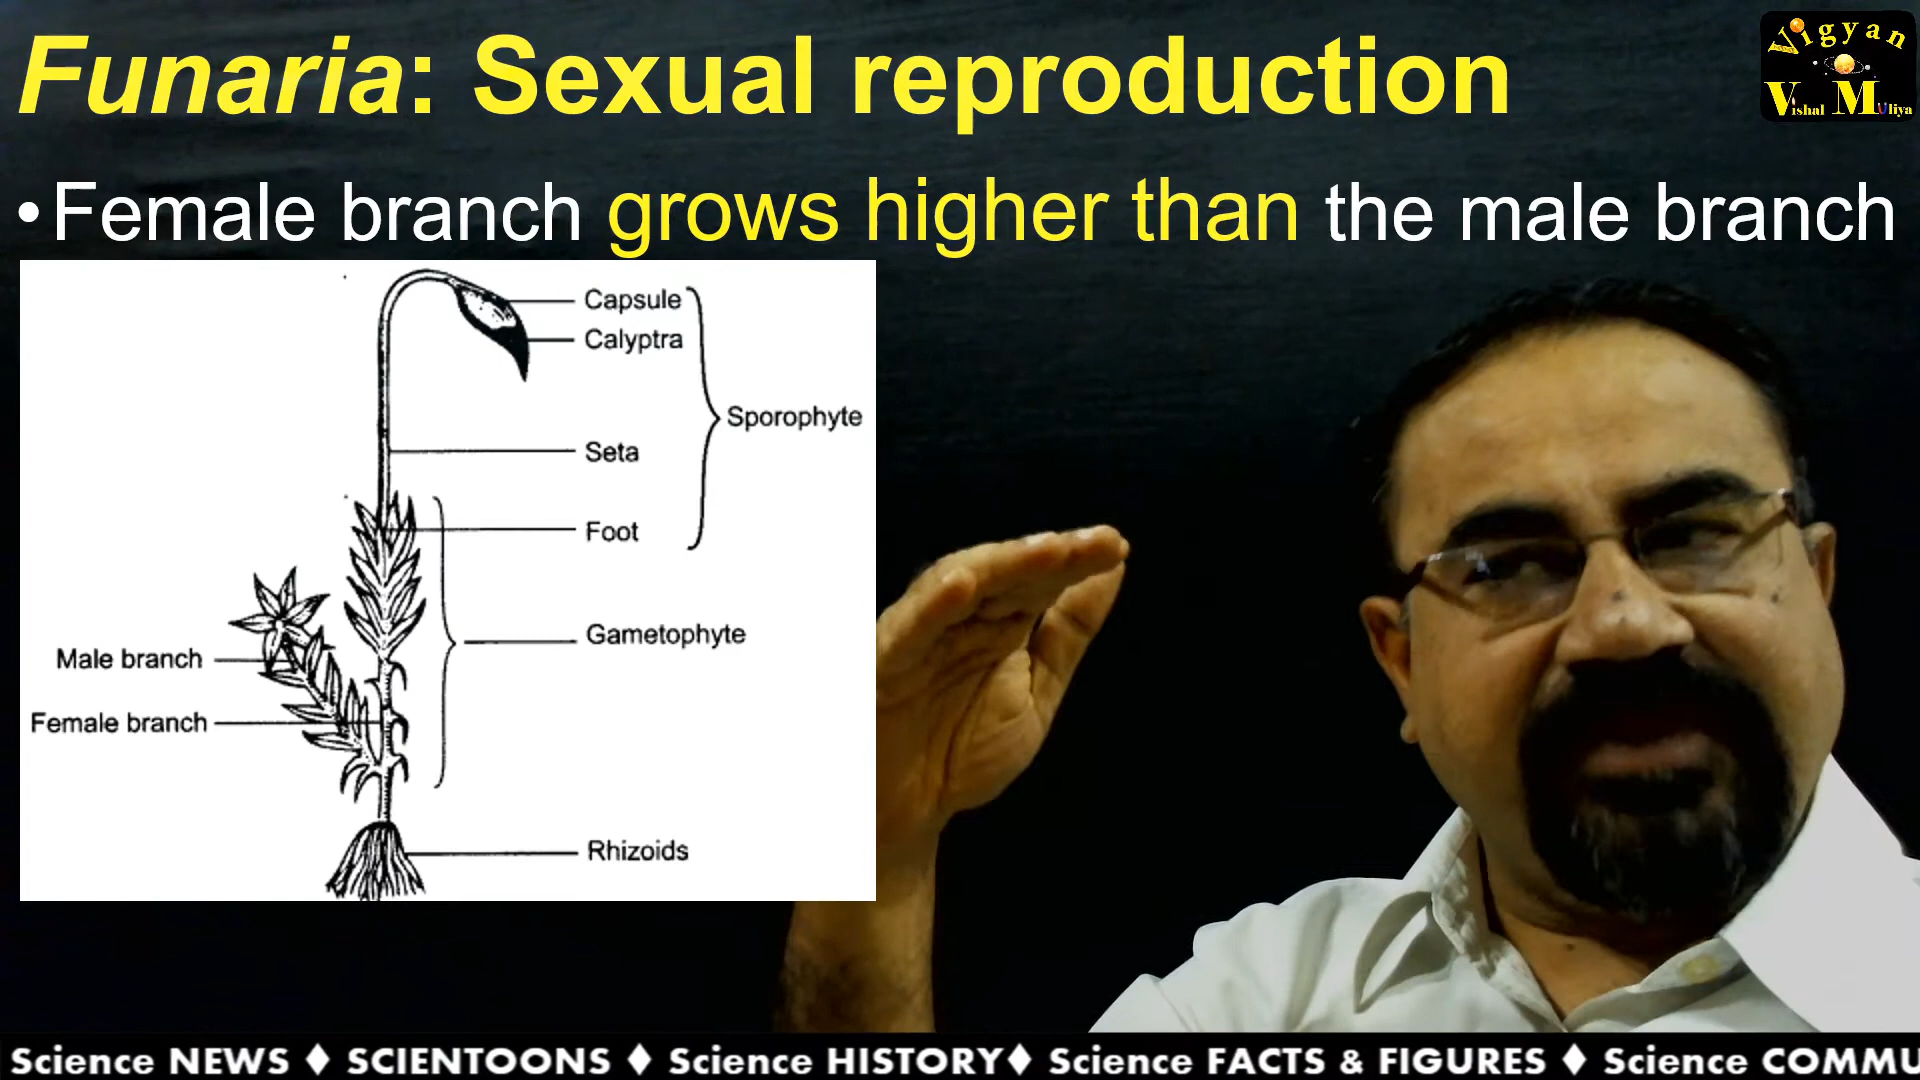 Funaria: Sexual reproduction
Vigyan
Vishal Muliya
•Female branch grows higher than the male branch
Capsule
Calyptra
Sporophyte
Seta
Foot
Gametophyte
Male branch
Female branch
Rhizoids
Science NEWS ♦ SCIENTOONS ♦ Science HISTORY♦ Science FACTS & FIGURES ♦ Science COMMU